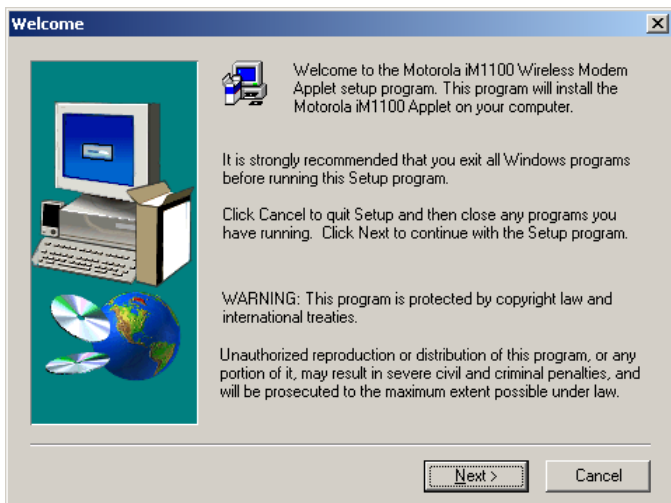 Welcome
Welcome to the Motorola iM1100 Wireless Modem
Applet setup program. This program will install the
Motorola iM1100 Applet on your computer.
It is strongly recommended that you exit all Windows programs
before running this Setup program.
Click Cancel to quit Setup and then close any programs you
have running. Click Next to continue with the Setup program.
WARNING: This program is protected by copyright law and
international treaties.
Unauthorized reproduction or distribution of this program, or any
portion of it, may result in severe civil and criminal penalties, and
will be prosecuted to the maximum extent possible under law.
Next >
Cancel